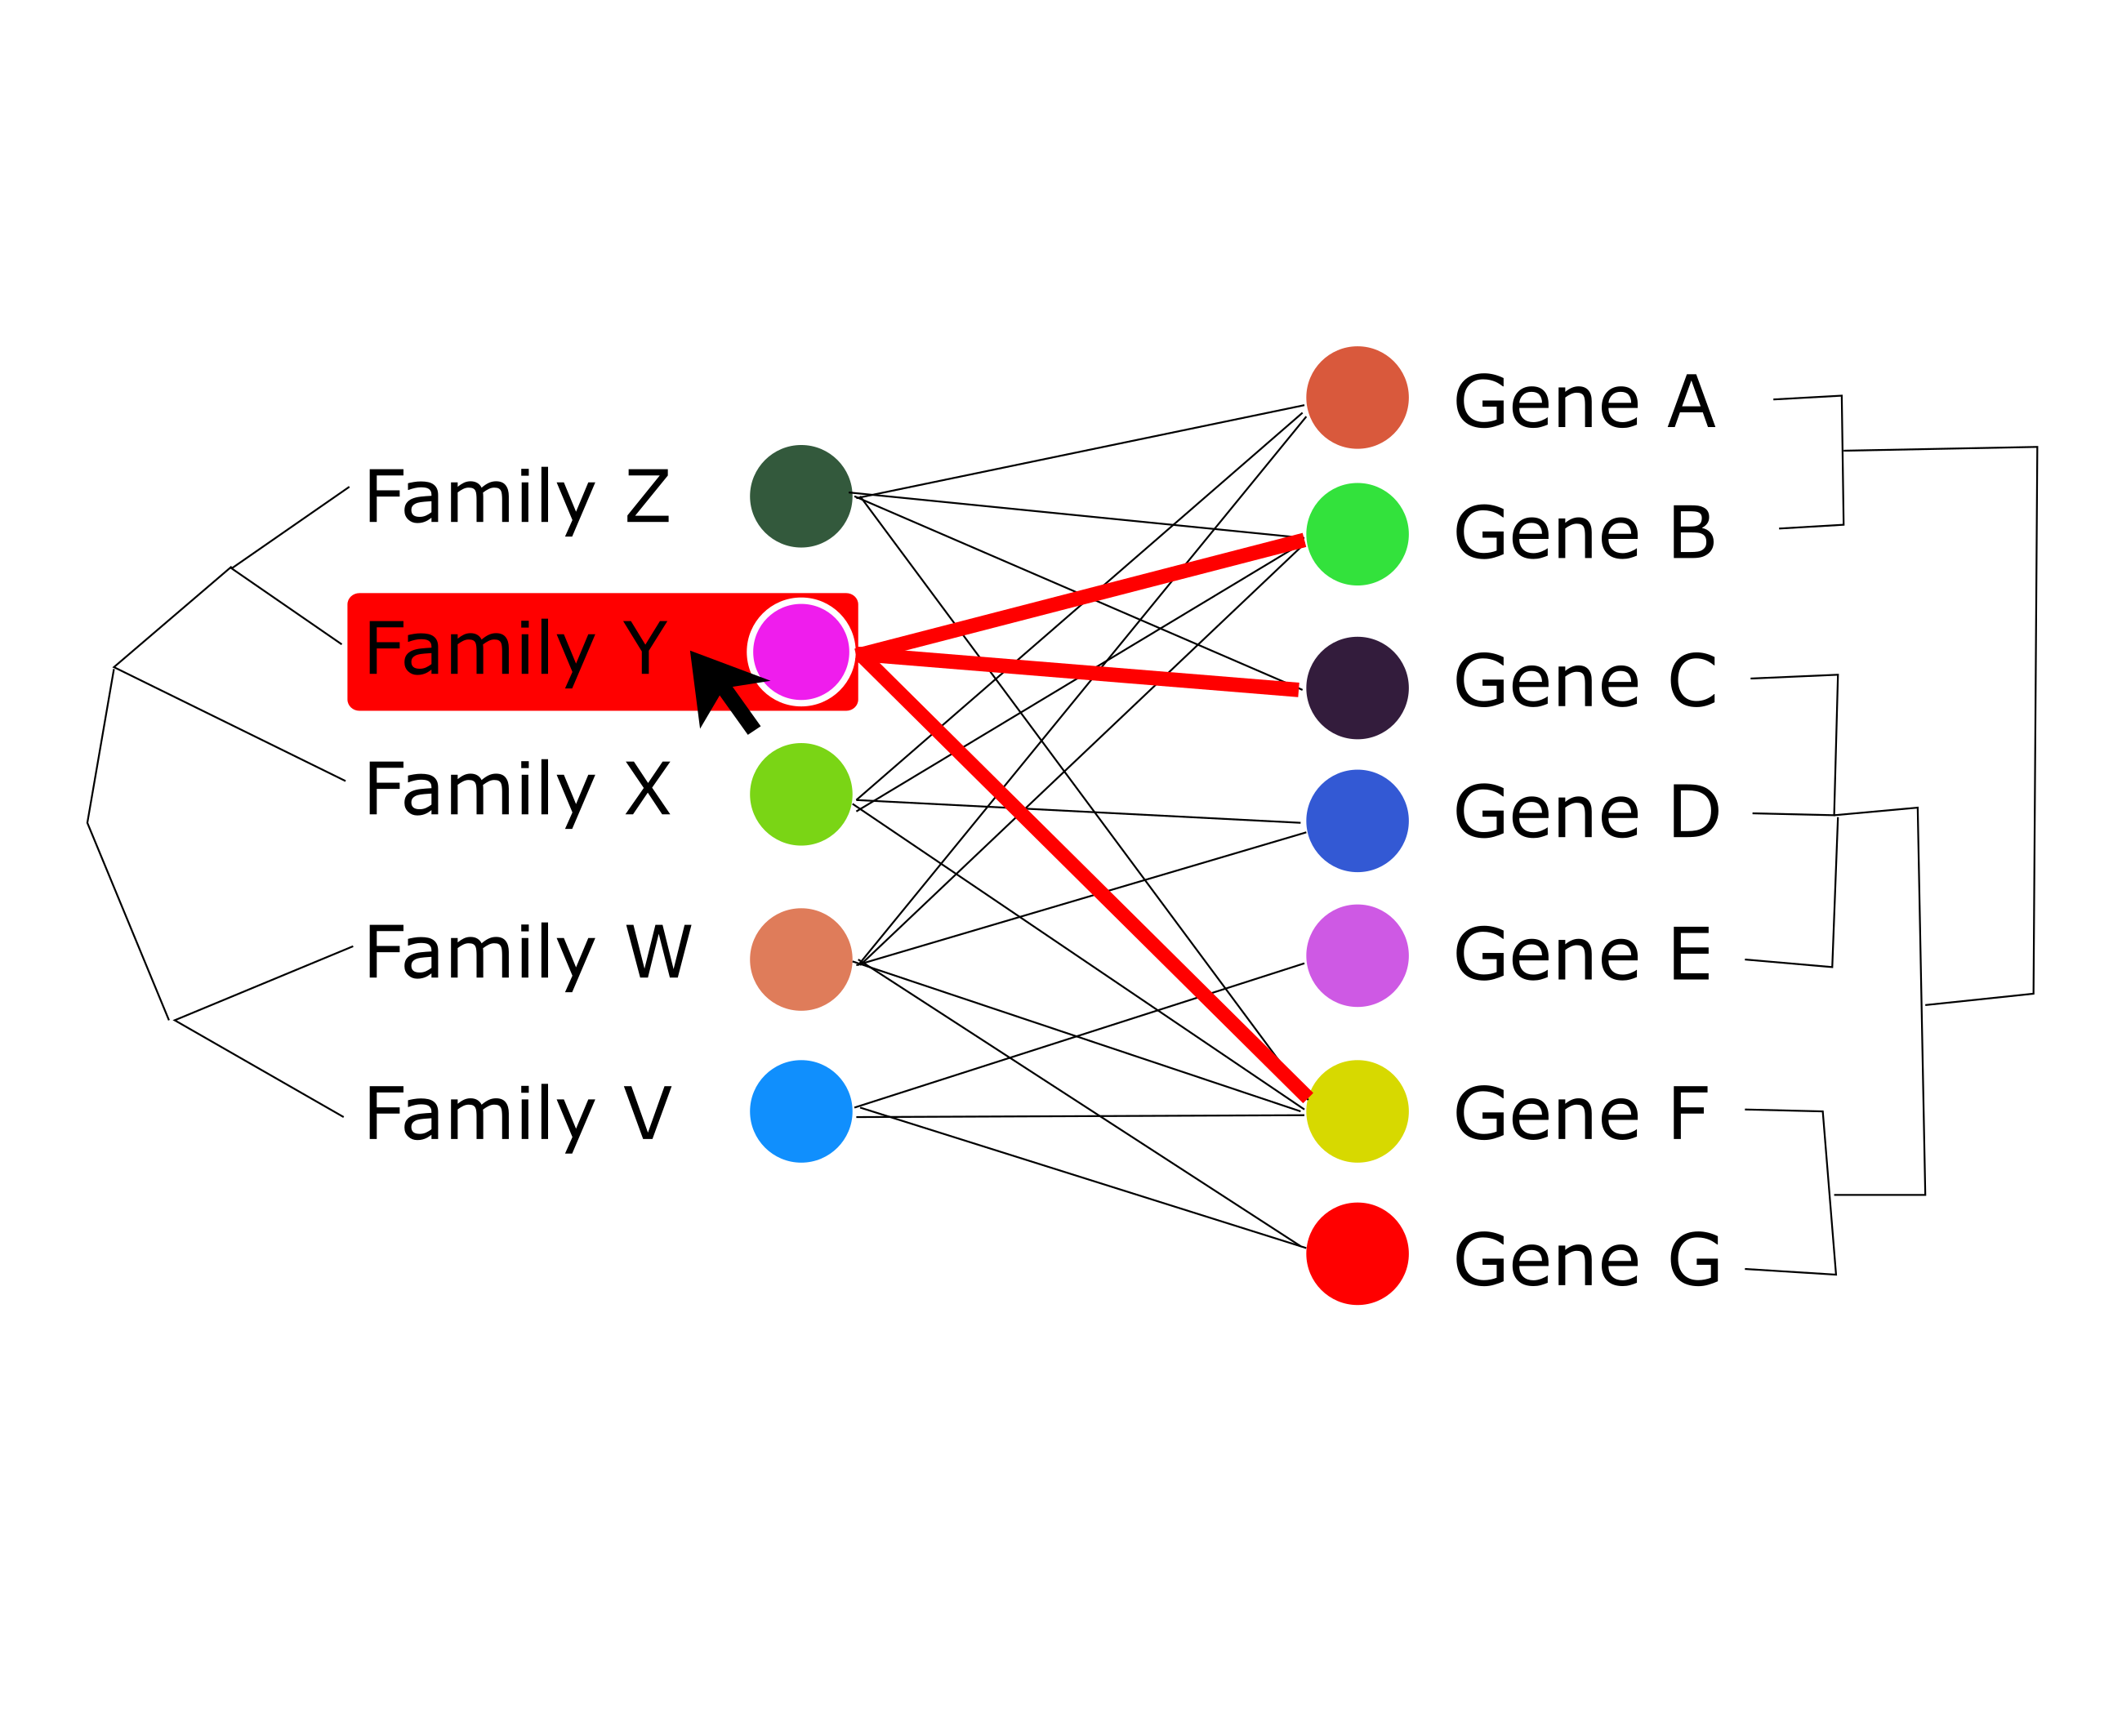 Family Z
Family Y
Family X
Family W
Family V
Gene A
Gene B
Gene C
Gene D
Gene E
Gene F
Gene G